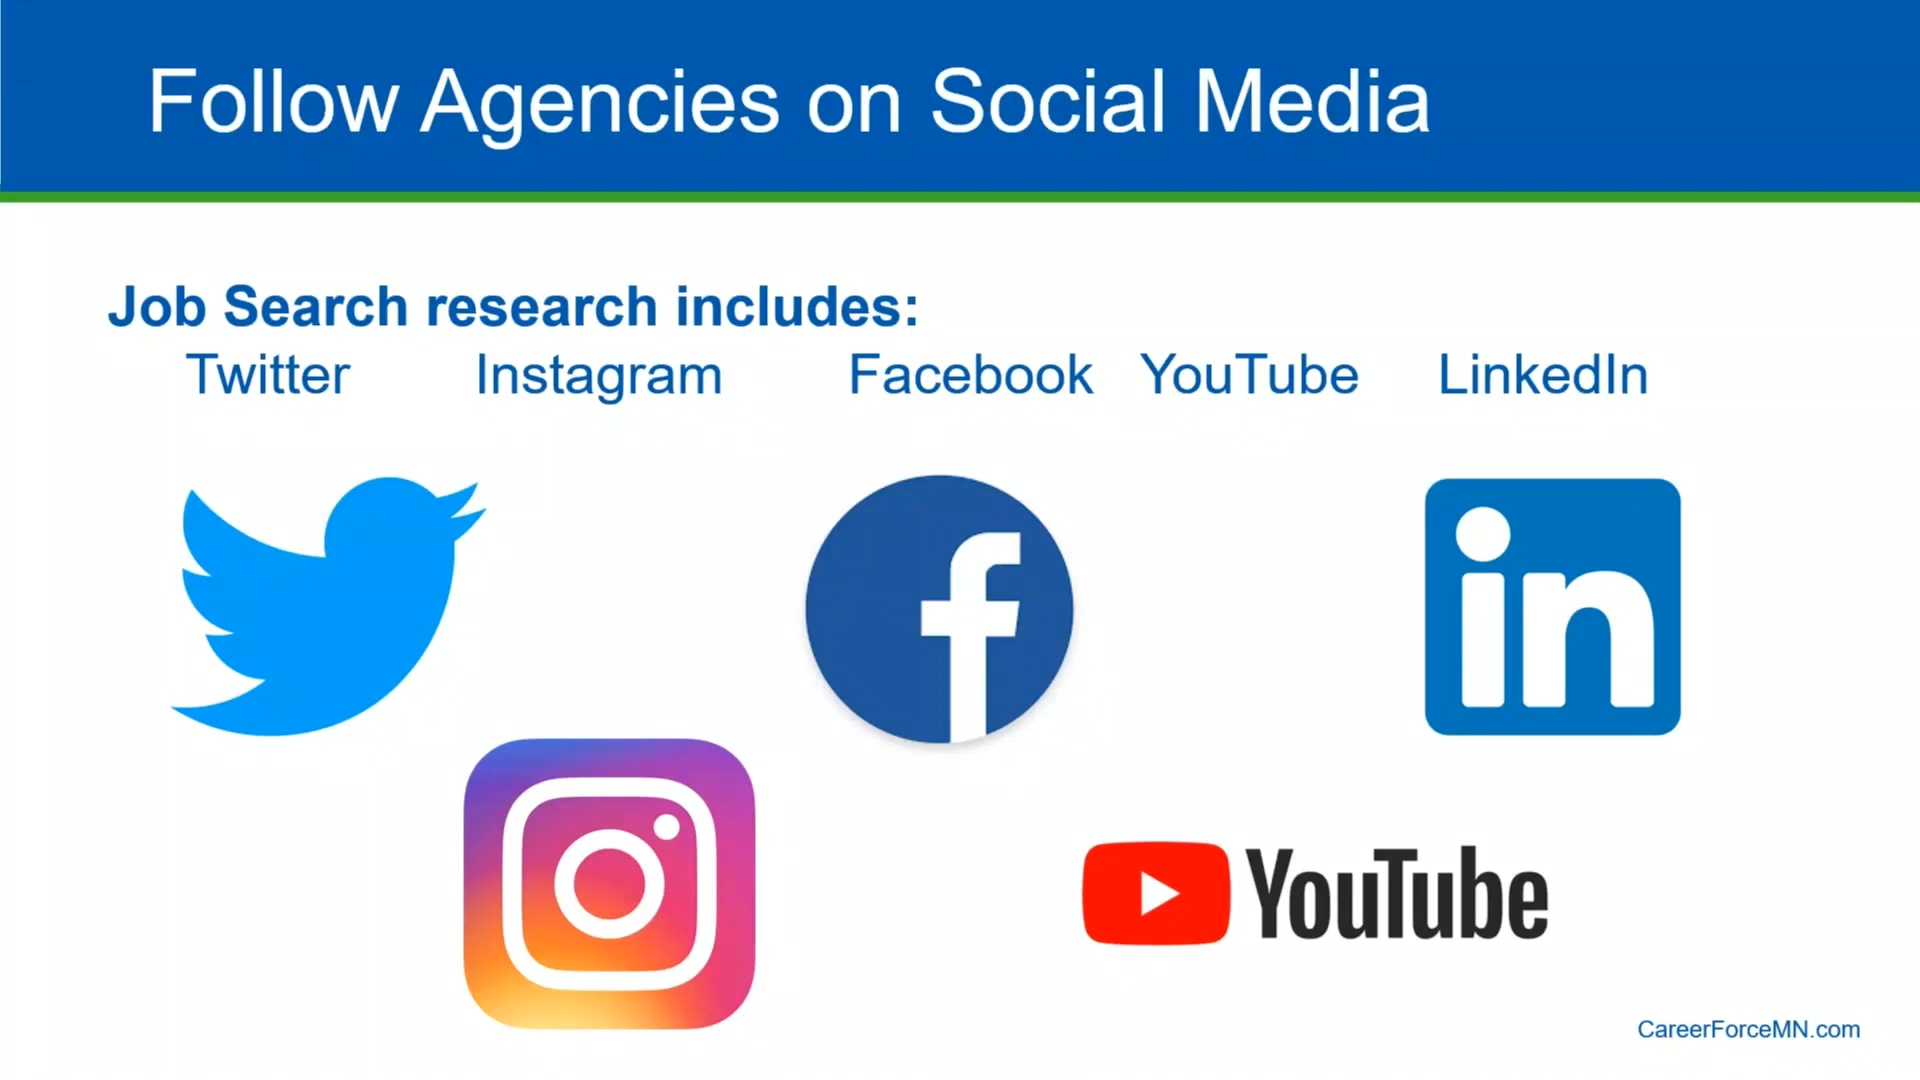 Follow Agencies on Social Media
Job Search research includes:
Twitter Instagram Facebook YouTube LinkedIn
f
in
YouTube
CareerForceMN.com